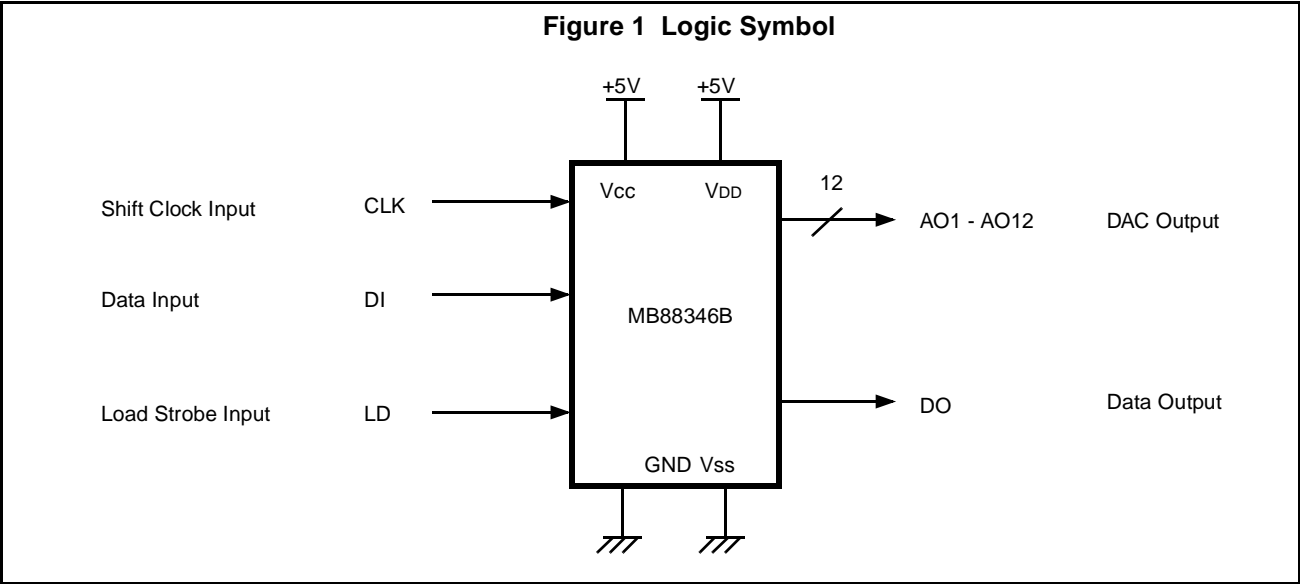 Figure 1 Logic Symbol
+5V +5V
Vcc VDD
12
Shift Clock Input CLK
AO1 - AO12 DAC Output
Data Input DI
MB88346B
Load Strobe Input LD
DO Data Output
GND Vss